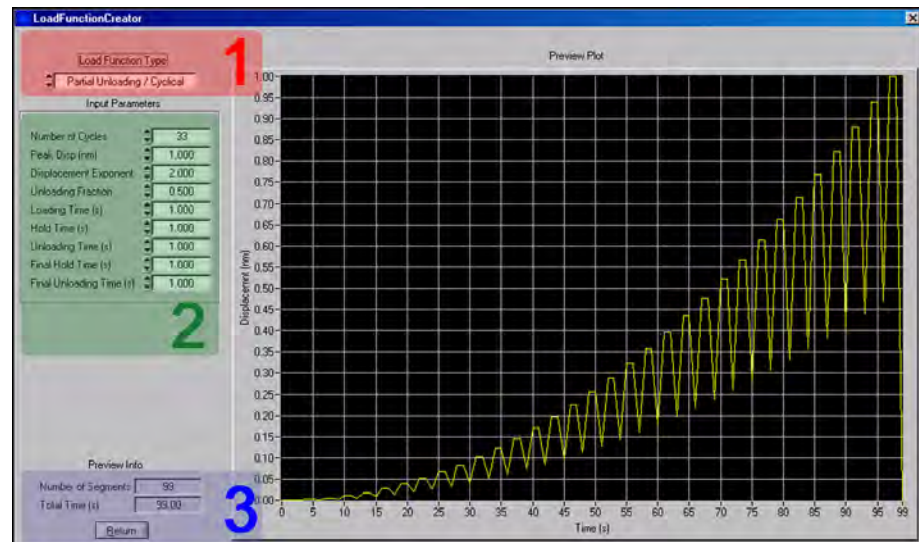 LoadFunctionCreator
1
Load Function Type
Partial Unloading / Cyclical
Input Parameters
Number of Cycles 33
Peak Disp (nm) 1.000
Displacement Exponent 2.000
Unloading Fraction 0.500
Loading Time (s) 1.000
Hold Time (s) 1.000
Unloading Time (s) 1.000
Final Hold Time (s) 1.000
Final Unloading Time (s) 1.000
2
Preview Info
Number of Segments 99
Total Time (s) 99.00
Return
3
Preview Plot
Displacemnt (nm)
1.00
0.95
0.90
0.85
0.80
0.75
0.70
0.65
0.60
0.55
0.50
0.45
0.40
0.35
0.30
0.25
0.20
0.15
0.10
0.05
0.00
0 5 10 15 20 25 30 35 40 45 50 55 60 65 70 75 80 85 90 95 99
Time (s)